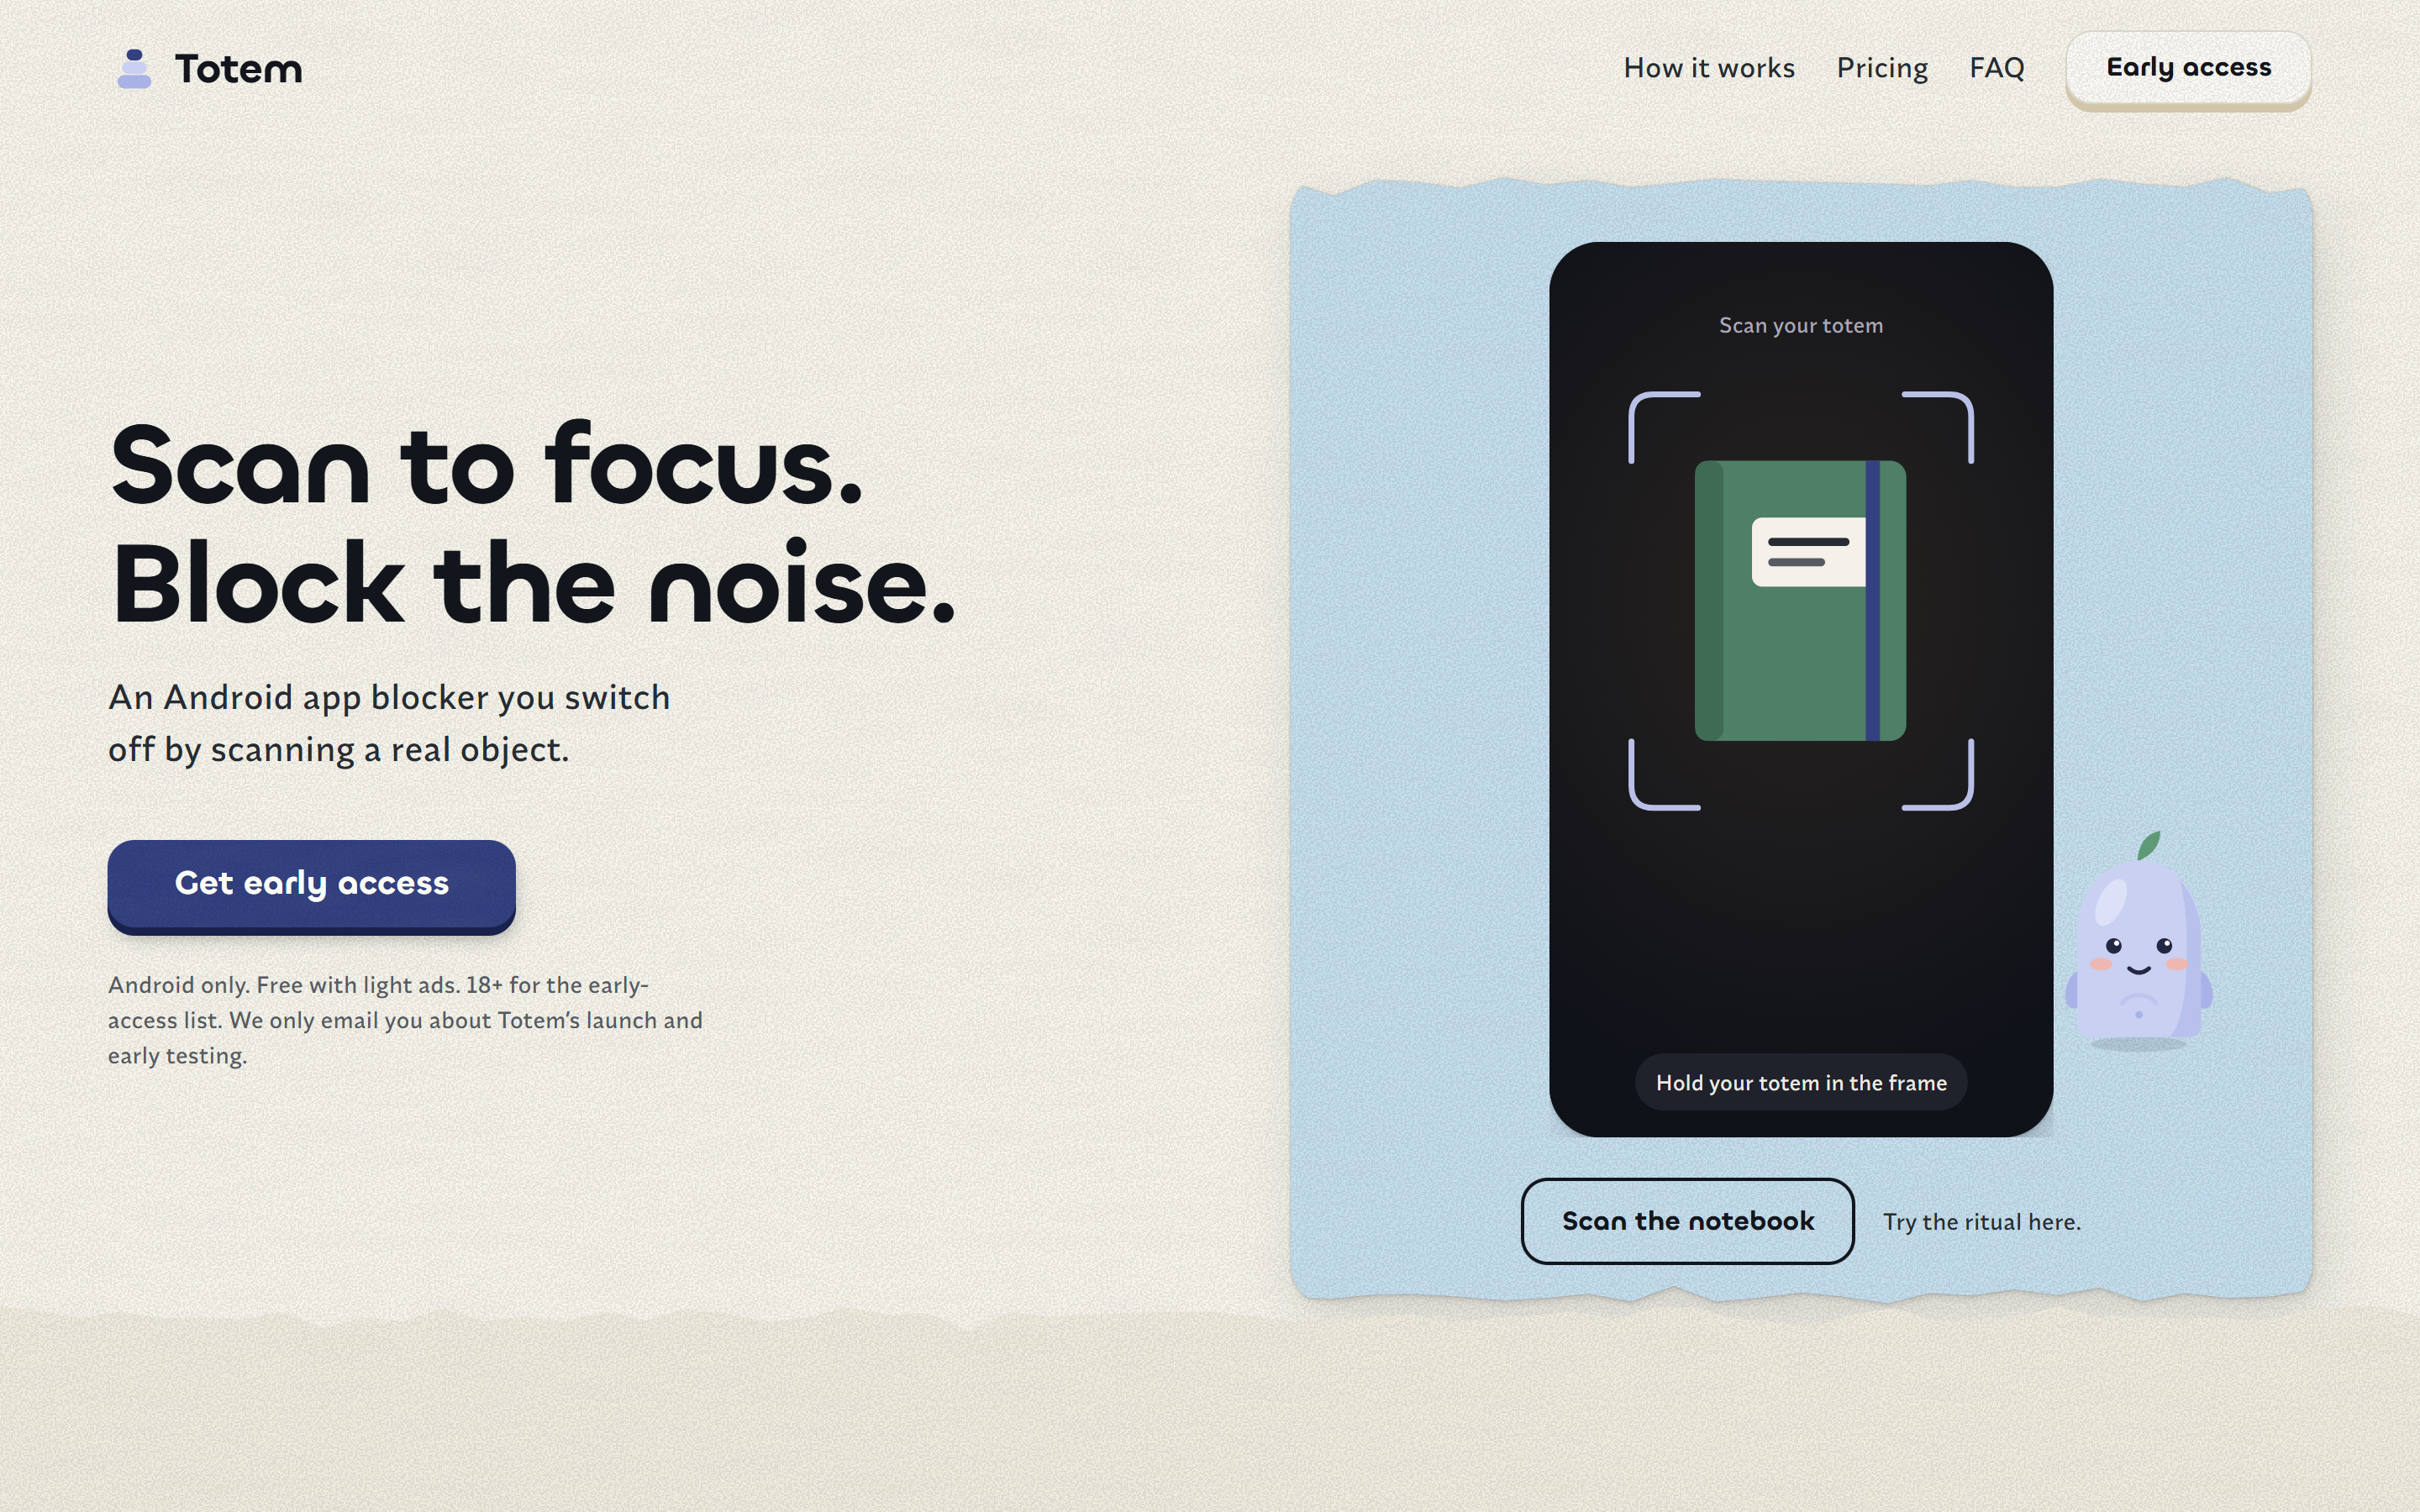 Totem
How it works
Pricing
FAQ
Early access
Scan to focus.
Block the noise.
An Android app blocker you switch
off by scanning a real object.
Get early access
Android only. Free with light ads. 18+ for the early-
access list. We only email you about Totem's launch and
early testing.
Scan your totem
Hold your totem in the frame
Scan the notebook
Try the ritual here.